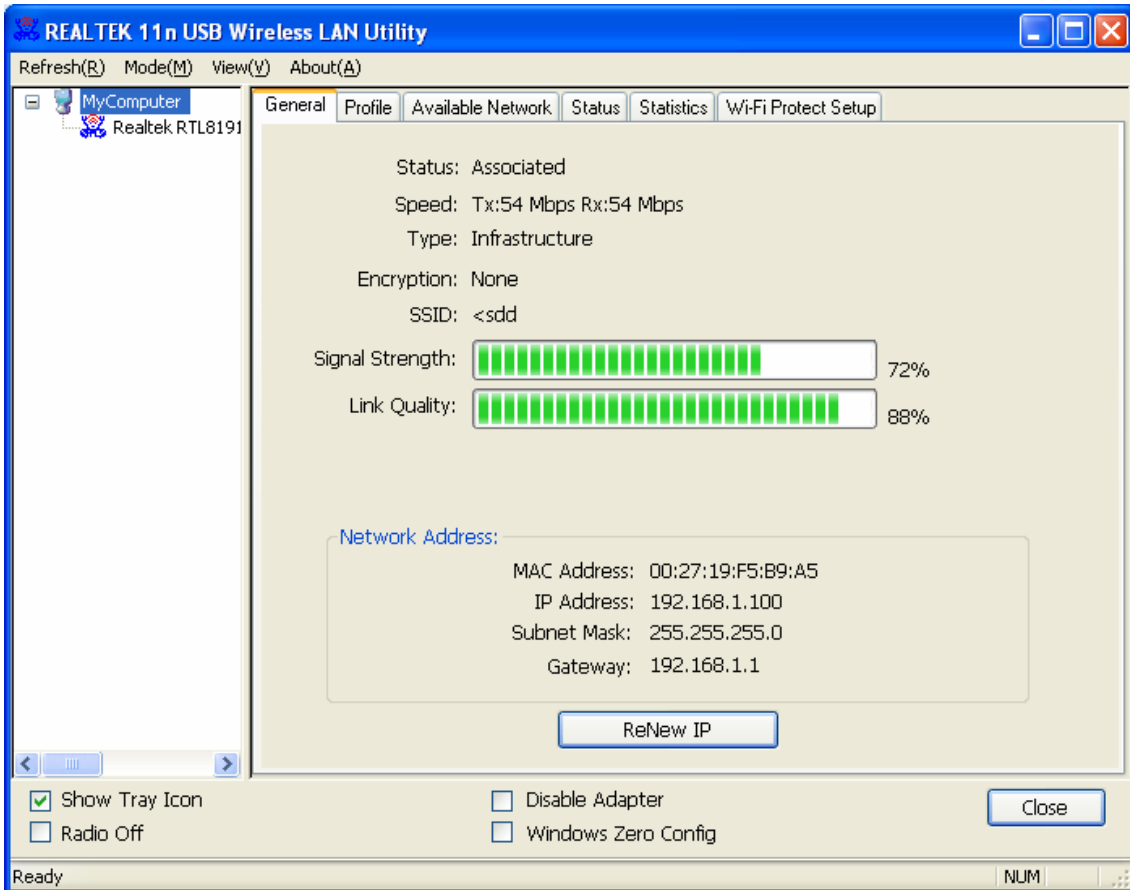 REALTEK 11n USB Wireless LAN Utility
Refresh(R) Mode(M) View(V) About(A)
MyComputer
Realtek RTL8191
General Profile Available Network Status Statistics Wi-Fi Protect Setup
Status: Associated
Speed: Tx:54 Mbps Rx:54 Mbps
Type: Infrastructure
Encryption: None
SSID: <sdd
Signal Strength: 72%
Link Quality: 88%
Network Address:
MAC Address: 00:27:19:F5:B9:A5
IP Address: 192.168.1.100
Subnet Mask: 255.255.255.0
Gateway: 192.168.1.1
ReNew IP
Show Tray Icon Disable Adapter Close
Radio Off Windows Zero Config
Ready NUM